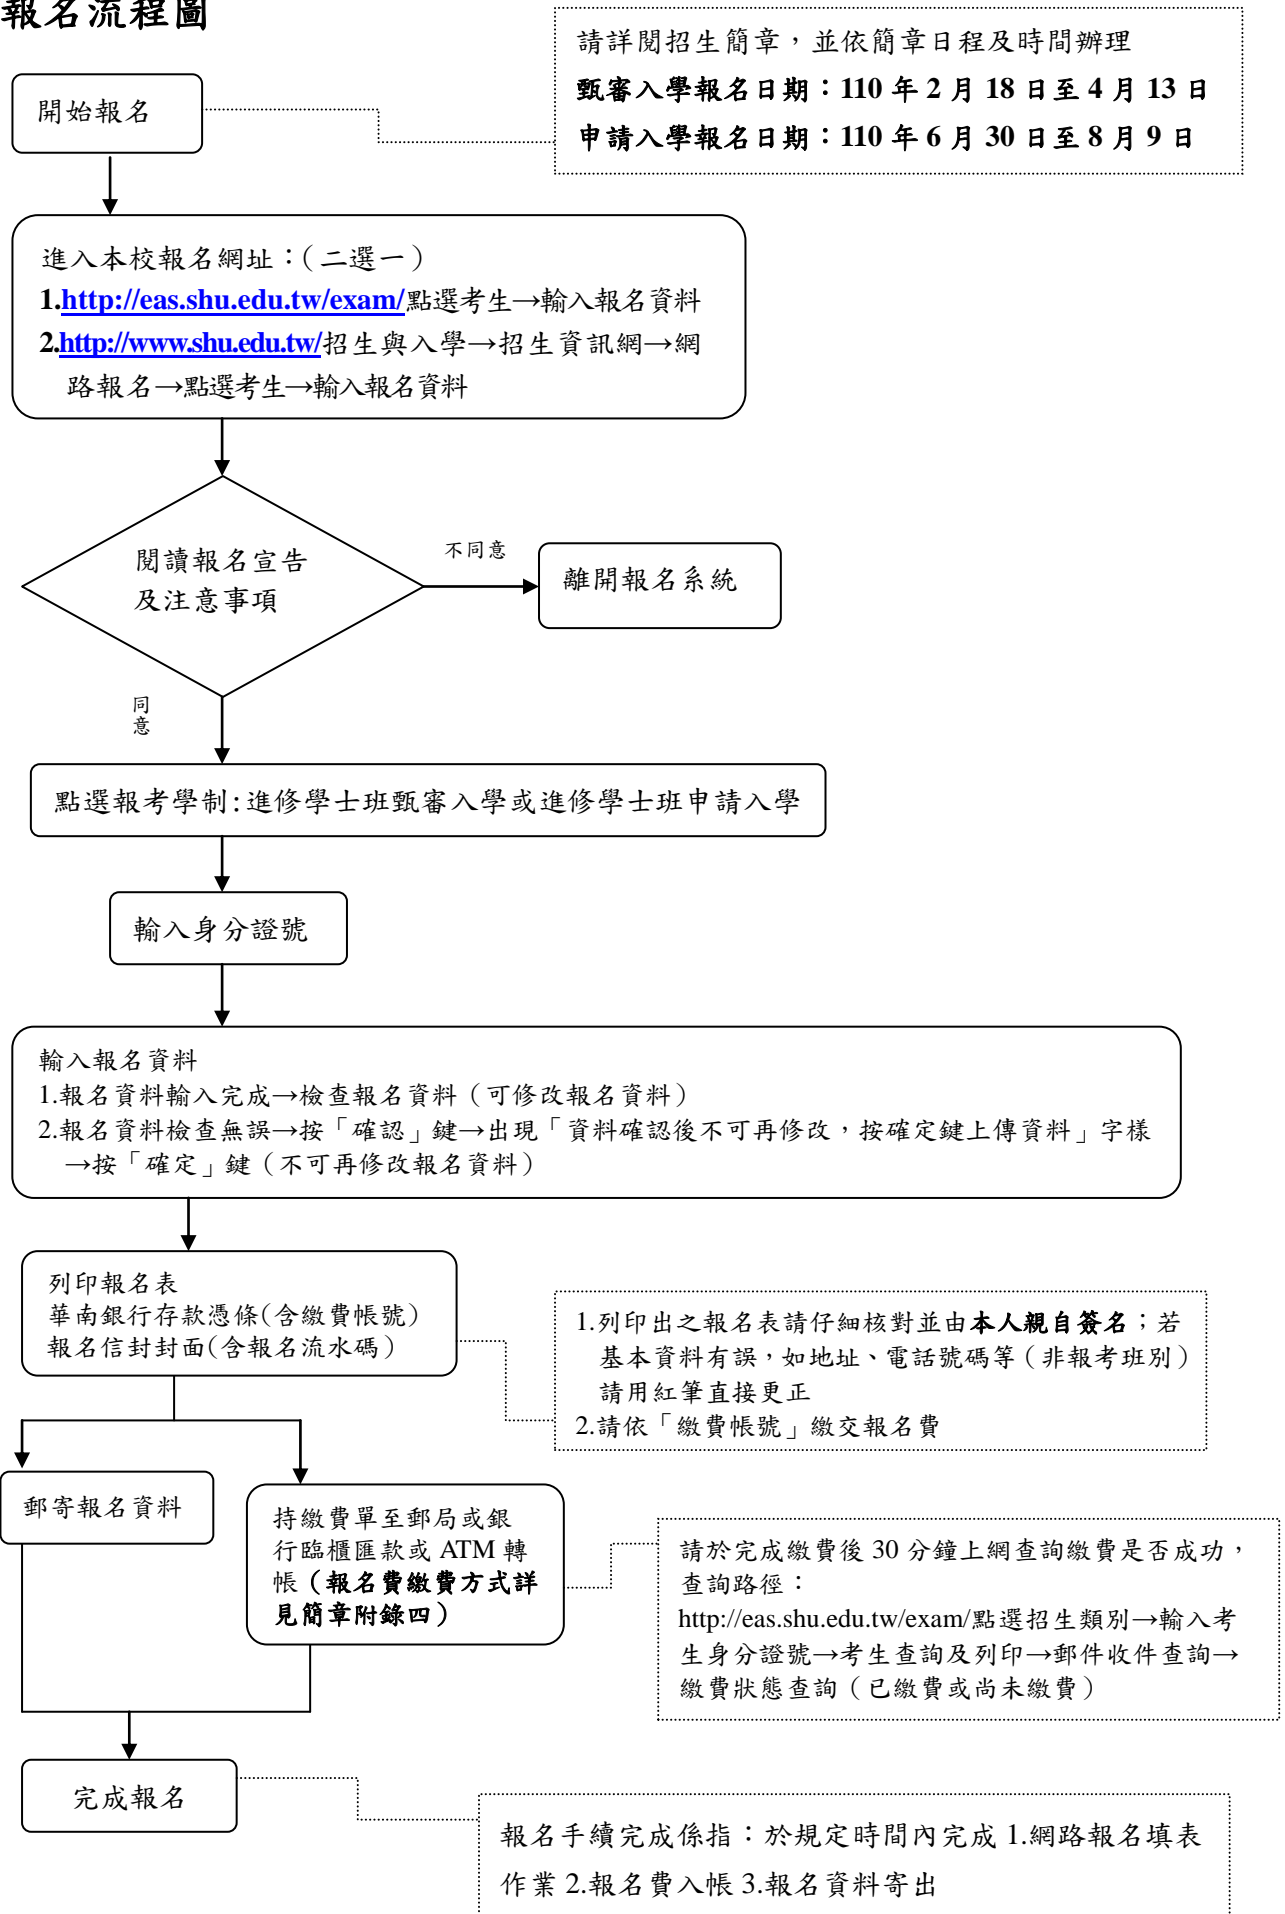 報名流程圖
請詳閱招生簡章，並依簡章日程及時間辦理
甄審入學報名日期：110 年 2 月 18 日至 4 月 13 日
申請入學報名日期：110 年 6 月 30 日至 8 月 9 日
開始報名
進入本校報名網址：（二選一）
1.http://eas.shu.edu.tw/exam/點選考生→輸入報名資料
2.http://www.shu.edu.tw/招生與入學→招生資訊網→網
路報名→點選考生→輸入報名資料
閱讀報名宣告
及注意事項
不同意
離開報名系統
同
意
點選報考學制:進修學士班甄審入學或進修學士班申請入學
輸入身分證號
輸入報名資料
1.報名資料輸入完成→檢查報名資料（可修改報名資料）
2.報名資料檢查無誤→按「確認」鍵→出現「資料確認後不可再修改，按確定鍵上傳資料」字樣
→按「確定」鍵（不可再修改報名資料）
列印報名表
華南銀行存款憑條(含繳費帳號)
報名信封封面(含報名流水碼)
1.列印出之報名表請仔細核對並由本人親自簽名；若
基本資料有誤，如地址、電話號碼等（非報考班別）
請用紅筆直接更正
2.請依「繳費帳號」繳交報名費
郵寄報名資料
持繳費單至郵局或銀
行臨櫃匯款或 ATM 轉
帳（報名費繳費方式詳
見簡章附錄四）
請於完成繳費後 30 分鐘上網查詢繳費是否成功，
查詢路徑：
http://eas.shu.edu.tw/exam/點選招生類別→輸入考
生身分證號→考生查詢及列印→郵件收件查詢→
繳費狀態查詢（已繳費或尚未繳費）
完成報名
報名手續完成係指：於規定時間內完成 1.網路報名填表
作業 2.報名費入帳 3.報名資料寄出